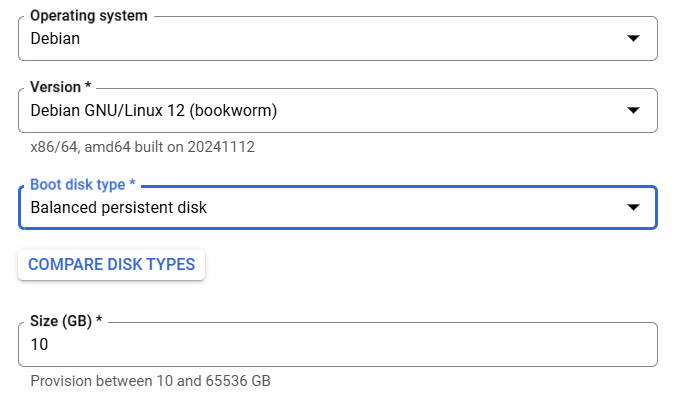 Operating system
Debian
Version *
Debian GNU/Linux 12 (bookworm)
x86/64, amd64 built on 20241112
Boot disk type *
Balanced persistent disk
COMPARE DISK TYPES
Size (GB) *
10
Provision between 10 and 65536 GB